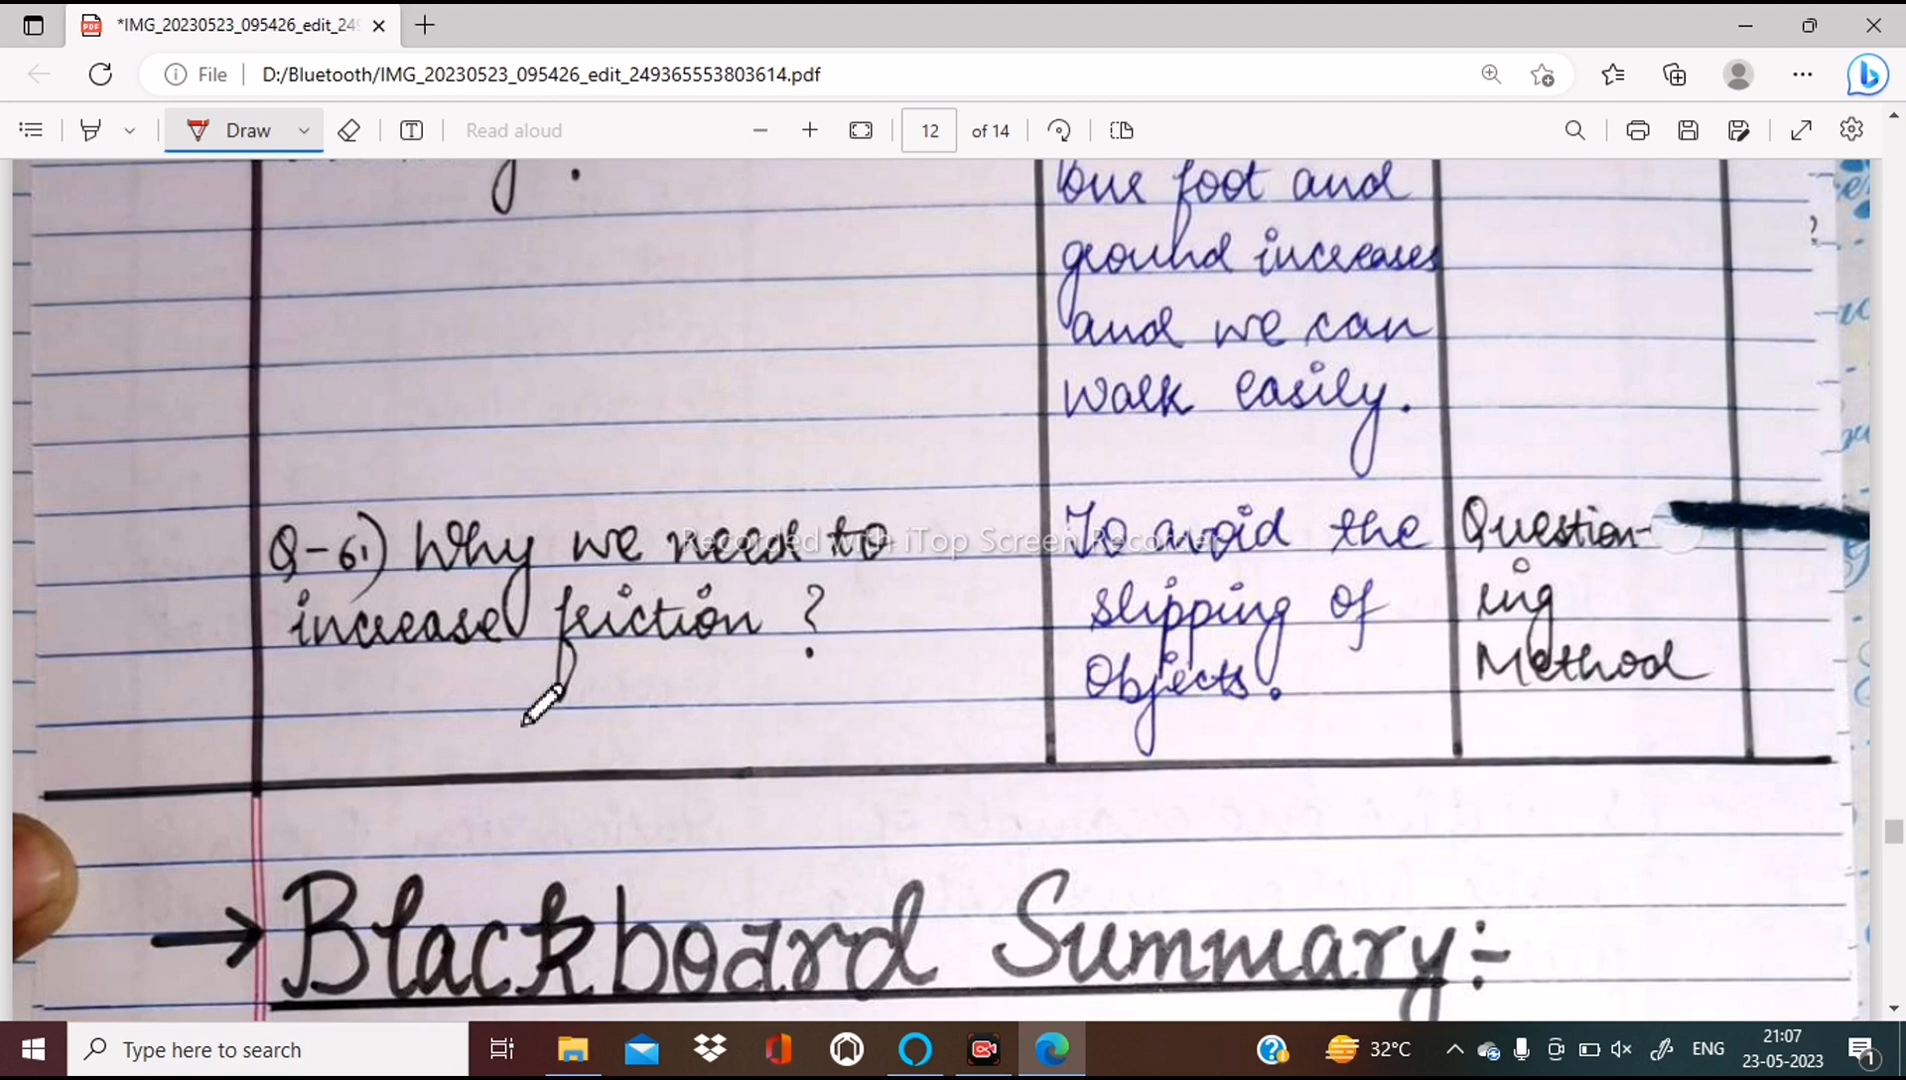 *IMG_20230523_095426_edit_249
File
D:/Bluetooth/IMG_20230523_095426_edit_249365553803614.pdf
Draw
Read aloud
12 of 14
our foot and
ground increases
and we can
walk easily.
Q-6.) Why we need to
increase friction ?
To avoid the
slipping of
Objects.
Question-
ing
Method
Recorded with iTop Screen Recorder
→ Blackboard Summary:-
Type here to search
32°C
ENG
21:07
23-05-2023
1